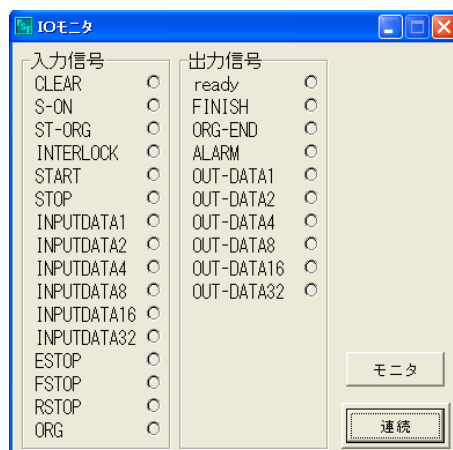 IOモニタ
入力信号
CLEAR
S-ON
ST-ORG
INTERLOCK
START
STOP
INPUTDATA1
INPUTDATA2
INPUTDATA4
INPUTDATA8
INPUTDATA16
INPUTDATA32
ESTOP
FSTOP
RSTOP
ORG
出力信号
ready
FINISH
ORG-END
ALARM
OUT-DATA1
OUT-DATA2
OUT-DATA4
OUT-DATA8
OUT-DATA16
OUT-DATA32
モニタ
連続